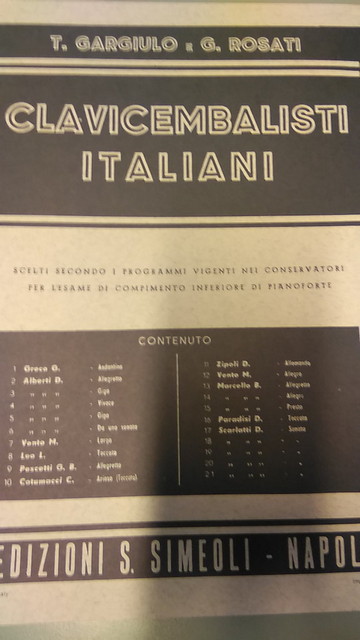 T. GARGIULO E G. ROSATI
CLAVICEMBALISTI
ITALIANI
SCELTI SECONDO I PROGRAMMI VIGENTI NEI CONSERVATORI
PER L'ESAME DI COMPIMENTO INFERIORE DI PIANOFORTE
CONTENUTO
1 Greco G. - Andantino
2 Alberti D. - Allegretto
3 " " " - Giga
4 " " " - Vivace
5 " " " - Giga
6 " " " - Da una sonata
7 Vento M. - Largo
8 Leo L. - Toccata
9 Pescetti G. B. - Allegretto
10 Cotumacci C. - Arioso (Toccata)
11 Zipoli D. - Allemanda
12 Vento M. - Allegro
13 Marcello B. - Allegretto
14 " " " - Allegro
15 " " " - Presto
16 Paradisi D. - Toccata
17 Scarlatti D. - Sonata
18 " " " - "
19 " " " - "
20 " " " - "
21 " " " - "
EDIZIONI S. SIMEOLI - NAPOL